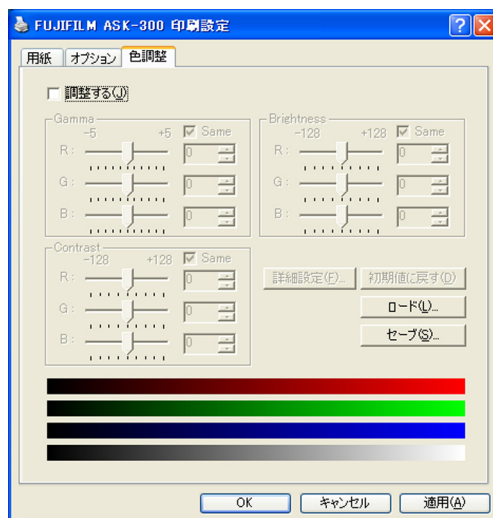 FUJIFILM ASK-300 印刷設定
用紙 オプション 色調整
調整する(J)
Gamma
-5 +5 Same
R: 0
G: 0
B: 0
Brightness
-128 +128 Same
R: 0
G: 0
B: 0
Contrast
-128 +128 Same
R: 0
G: 0
B: 0
詳細設定(F)... 初期値に戻す(D)
ロード(L)...
セーブ(S)...
OK キャンセル 適用(A)